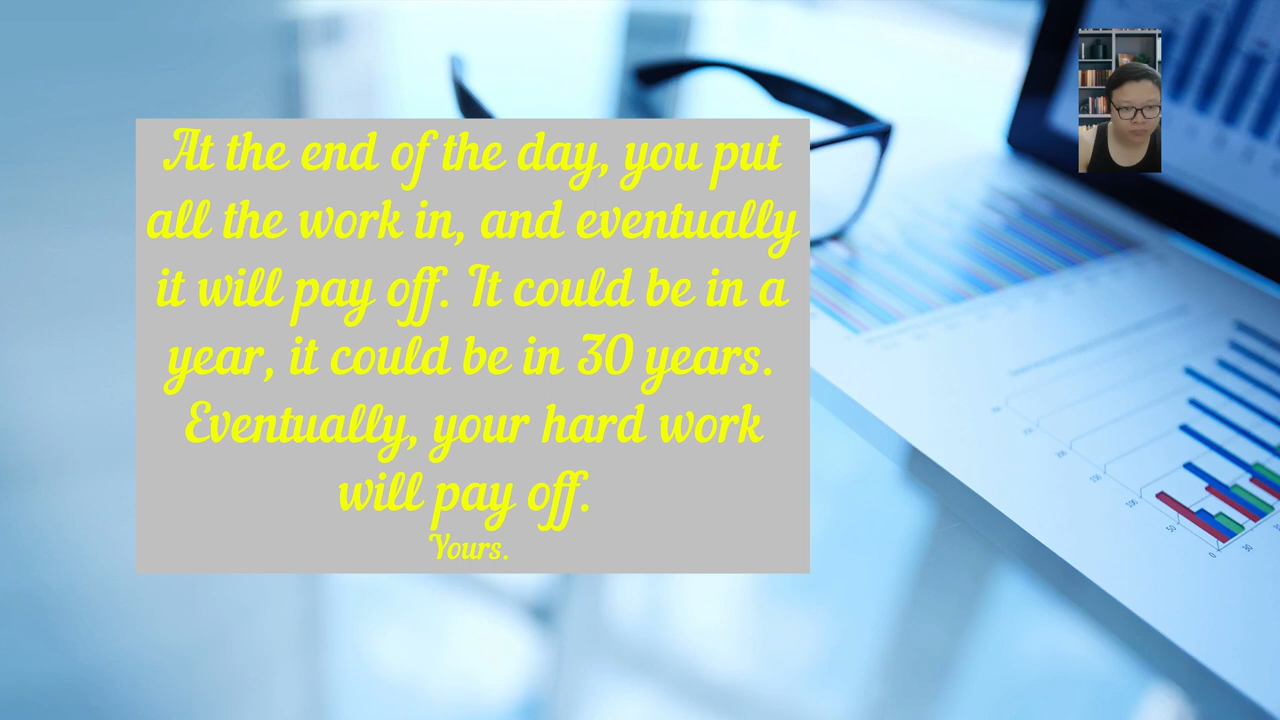 At the end of the day, you put
all the work in, and eventually
it will pay off. It could be in a
year, it could be in 30 years.
Eventually, your hard work
will pay off.
Yours.